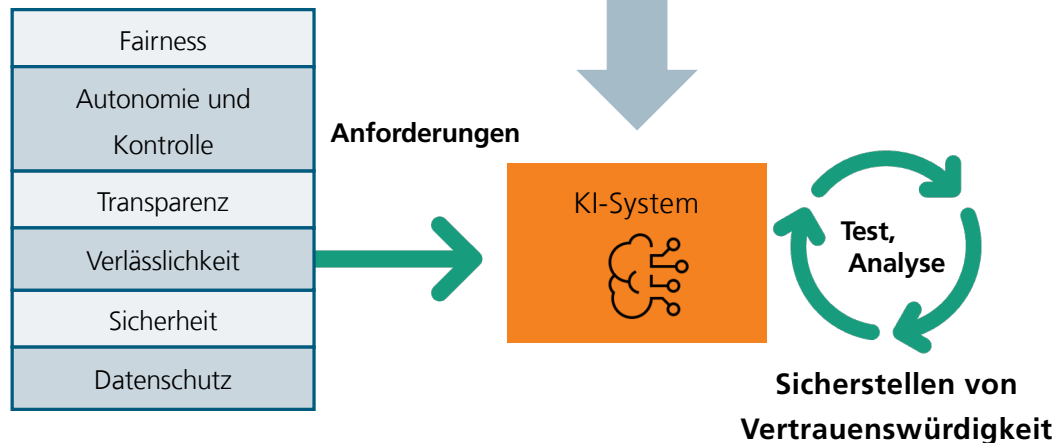 Fairness
Autonomie und
Kontrolle
Transparenz
Verlässlichkeit
Sicherheit
Datenschutz
Anforderungen
KI-System
Test,
Analyse
Sicherstellen von
Vertrauenswürdigkeit